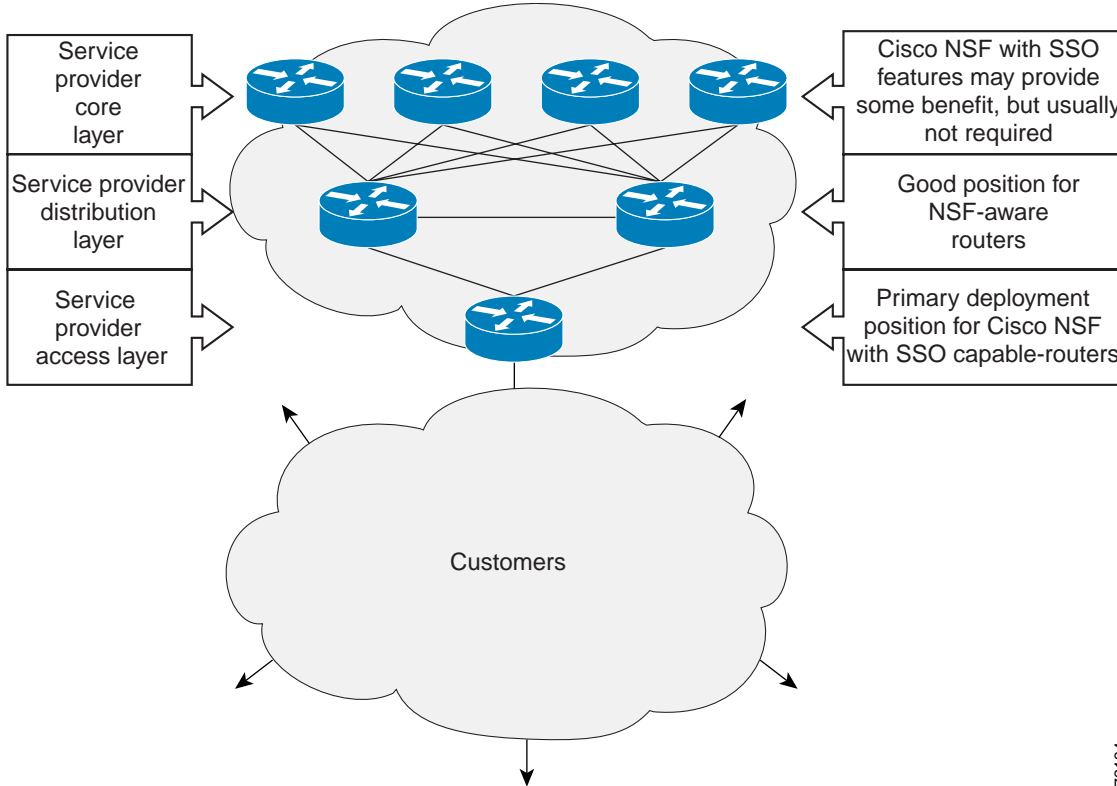 Service
provider
core
layer
Cisco NSF with SSO
features may provide
some benefit, but usually
not required
Service provider
distribution
layer
Good position for
NSF-aware
routers
Service
provider
access layer
Primary deployment
position for Cisco NSF
with SSO capable-routers
Customers